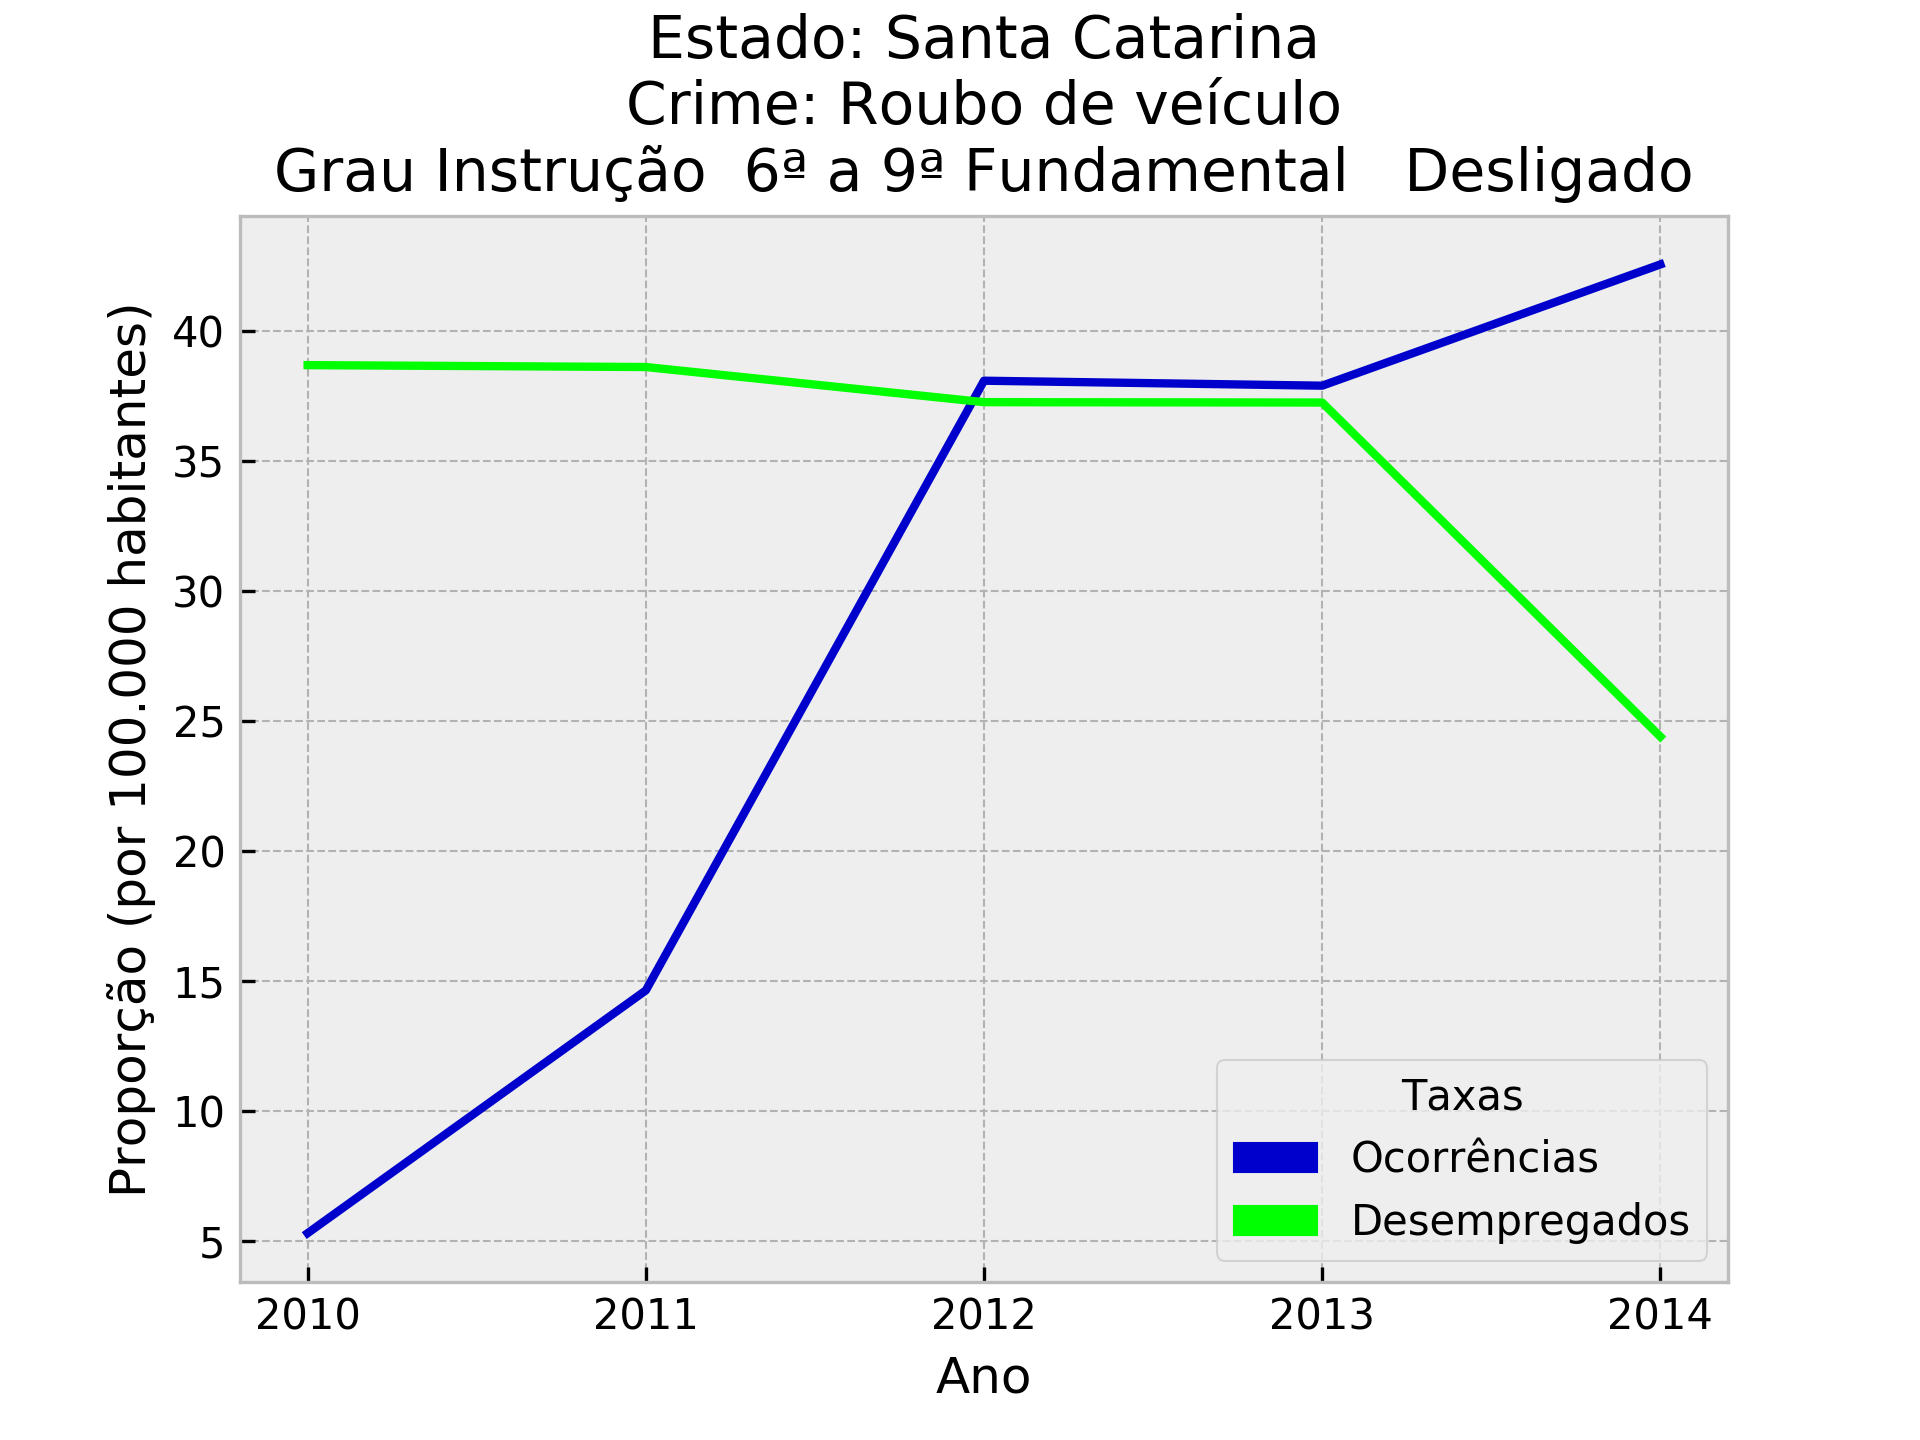 Estado: Santa Catarina
Crime: Roubo de veículo
Grau Instrução  6ª a 9ª Fundamental   Desligado
Proporção (por 100.000 habitantes)
40
35
30
25
20
15
10
5
Taxas
Ocorrências
Desempregados
2010
2011
2012
2013
2014
Ano